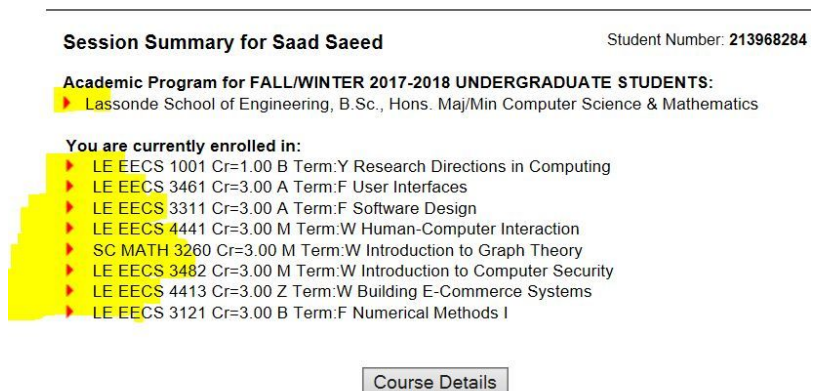 Session Summary for Saad Saeed Student Number: 213968284
Academic Program for FALL/WINTER 2017-2018 UNDERGRADUATE STUDENTS:
Lassonde School of Engineering, B.Sc., Hons. Maj/Min Computer Science & Mathematics
You are currently enrolled in:
LE EECS 1001 Cr=1.00 B Term:Y Research Directions in Computing
LE EECS 3461 Cr=3.00 A Term:F User Interfaces
LE EECS 3311 Cr=3.00 A Term:F Software Design
LE EECS 4441 Cr=3.00 M Term:W Human-Computer Interaction
SC MATH 3260 Cr=3.00 M Term:W Introduction to Graph Theory
LE EECS 3482 Cr=3.00 M Term:W Introduction to Computer Security
LE EECS 4413 Cr=3.00 Z Term:W Building E-Commerce Systems
LE EECS 3121 Cr=3.00 B Term:F Numerical Methods I
Course Details